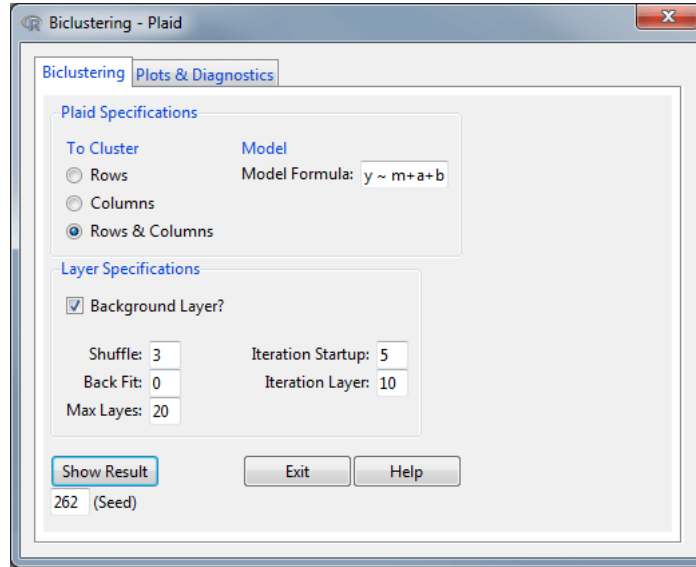 Biclustering - Plaid
Biclustering Plots & Diagnostics
Plaid Specifications
To Cluster Model
Rows Model Formula: y ~ m+a+b
Columns
Rows & Columns
Layer Specifications
Background Layer?
Shuffle: 3 Iteration Startup: 5
Back Fit: 0 Iteration Layer: 10
Max Layes: 20
Show Result Exit Help
262 (Seed)